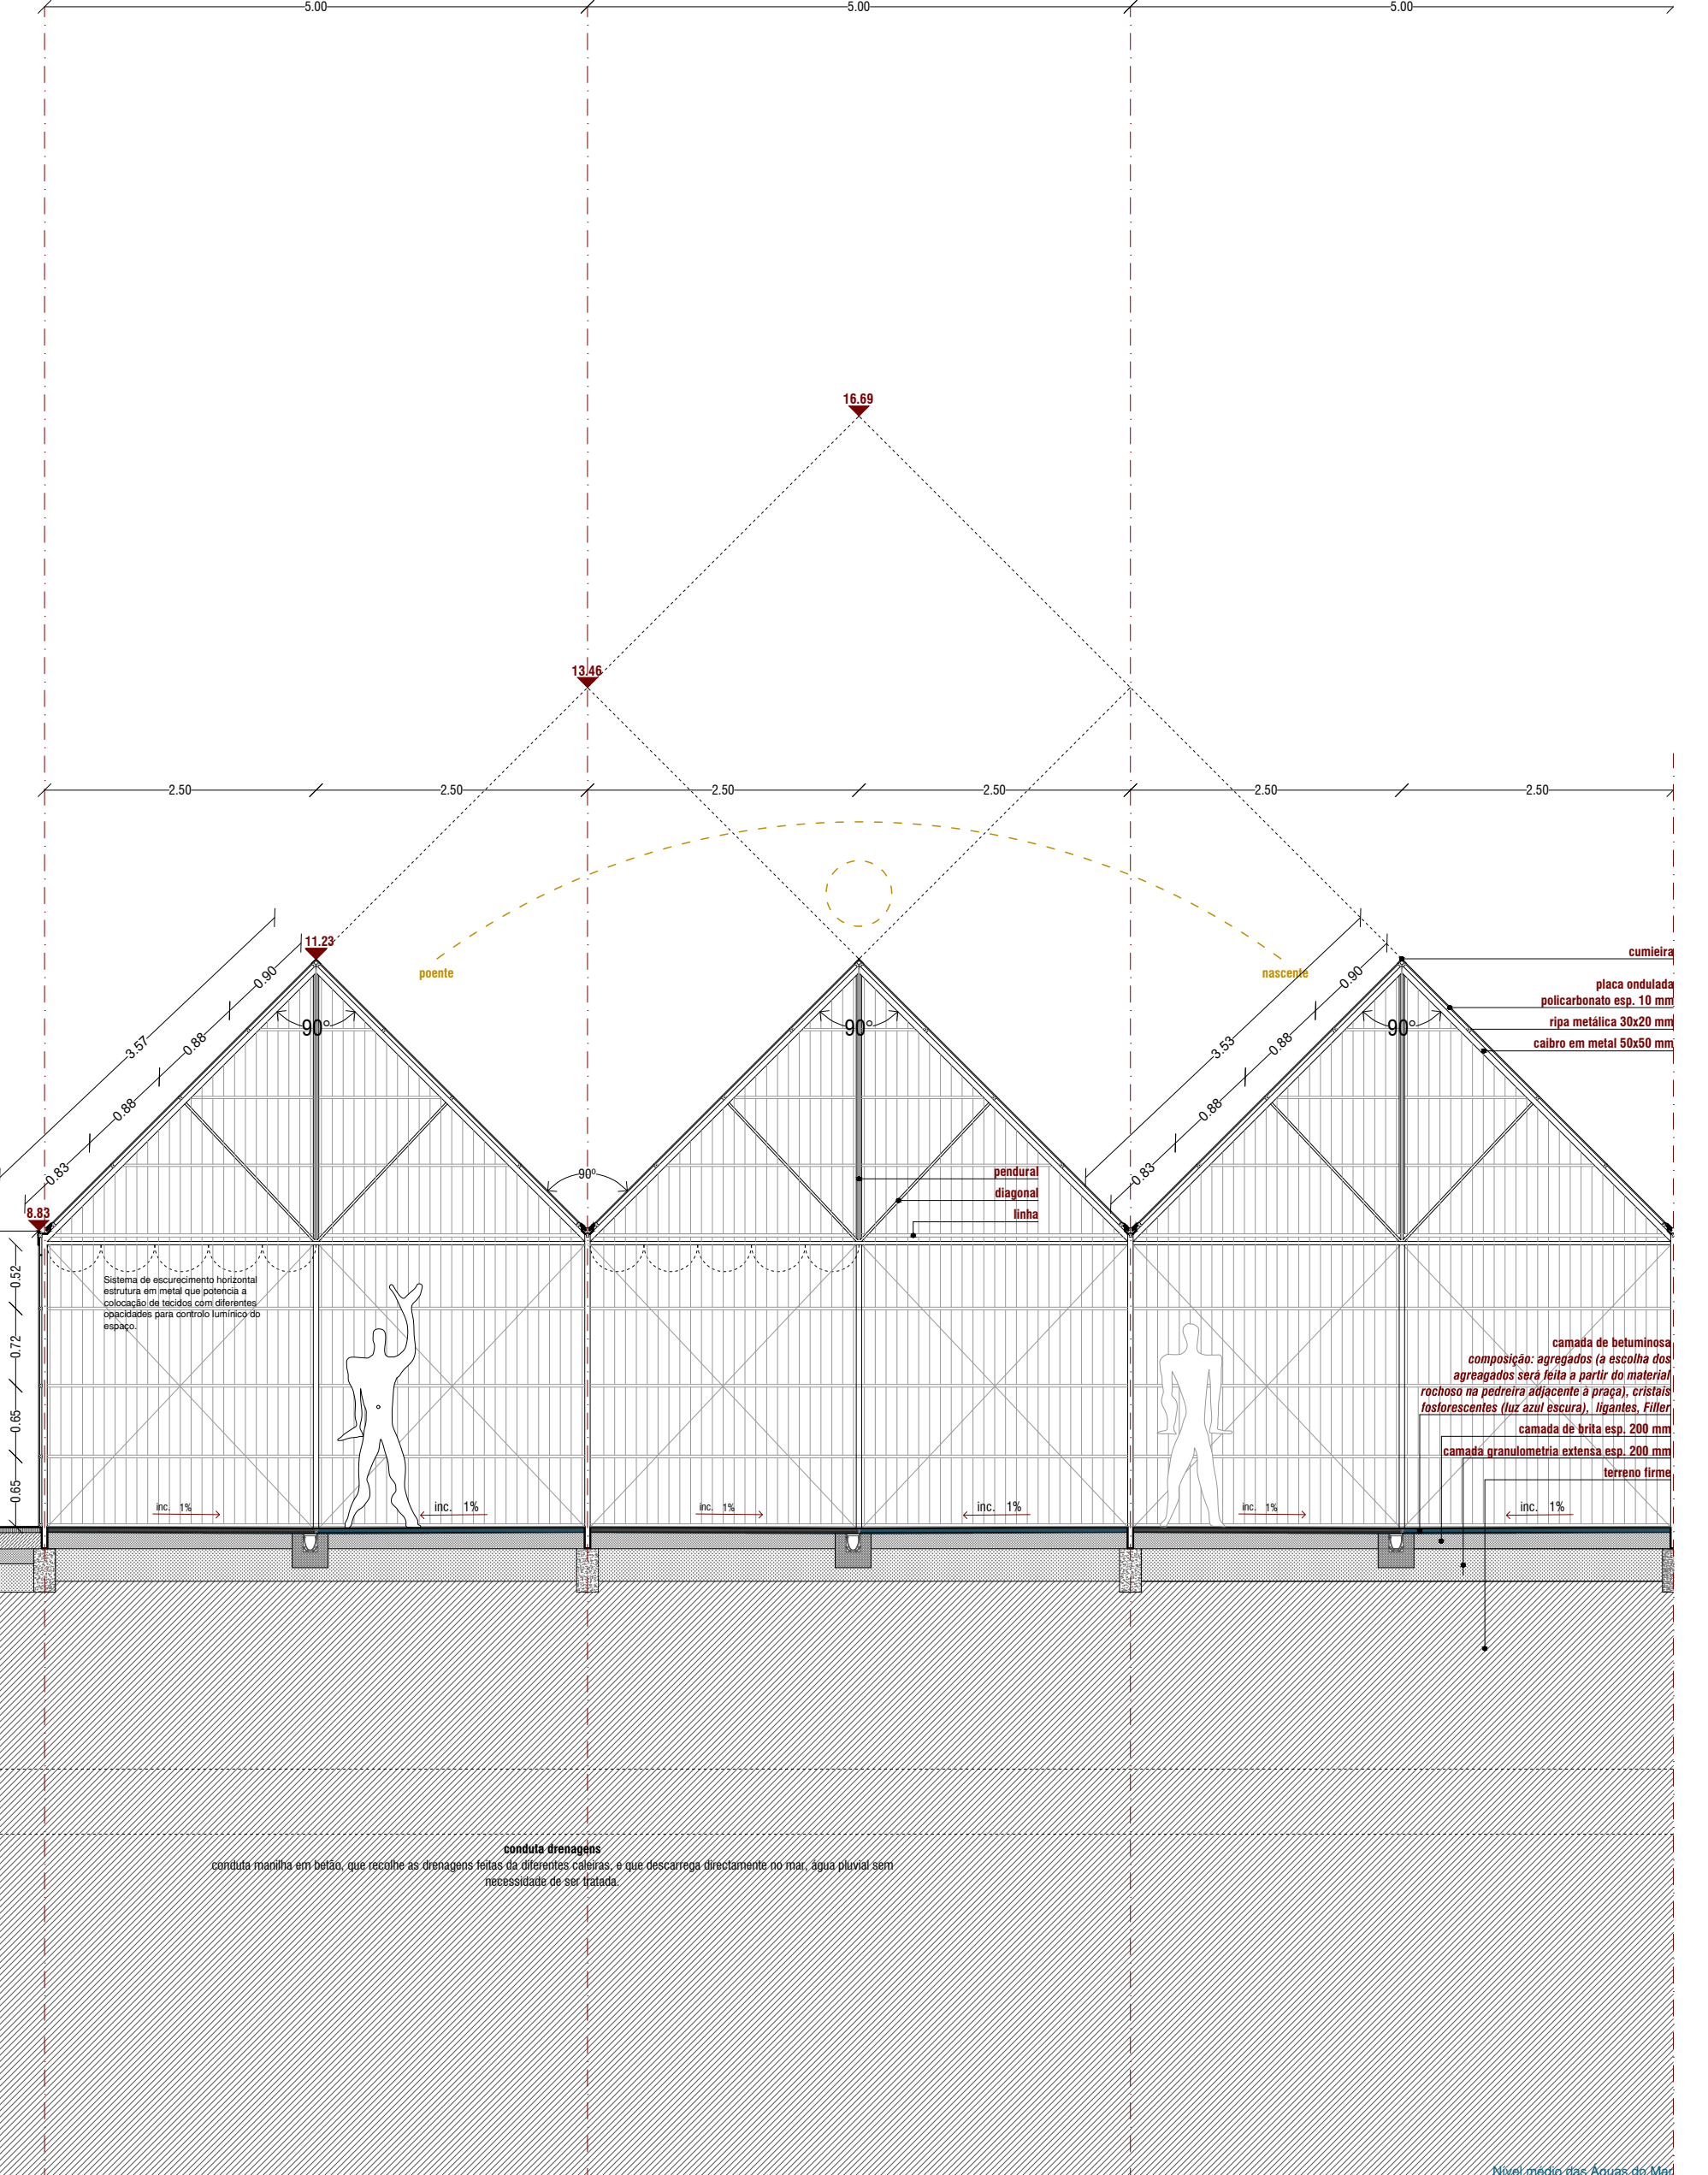 5.00
5.00
5.00
16.69
13.46
2.50
2.50
2.50
2.50
2.50
2.50
11.23
poente
nascente
cumieira
placa ondulada
policarbonato esp. 10 mm
ripa metálica 30x20 mm
caibro em metal 50x50 mm
3.57
0.90
0.88
0.88
0.83
90°
90°
90°
3.53
0.90
0.88
0.88
0.83
90º
pendural
diagonal
linha
8.83
0.52
0.72
0.65
0.65
Sistema de escurecimento horizontal
estrutura em metal que potencia a
colocação de tecidos com diferentes
opacidades para controlo lumínico do
espaço.
camada de betuminosa
composição: agregados (a escolha dos
agreagados será feita a partir do material
rochoso na pedreira adjacente à praça), cristais
fosforescentes (luz azul escura), ligantes, Filler
camada de brita esp. 200 mm
camada granulometria extensa esp. 200 mm
terreno firme
inc. 1%
inc. 1%
inc. 1%
inc. 1%
inc. 1%
inc. 1%
conduta drenagens
conduta manilha em betão, que recolhe as drenagens feitas da diferentes caleiras, e que descarrega directamente no mar, água pluvial sem
necessidade de ser tratada.
Nível médio das Águas do Mar